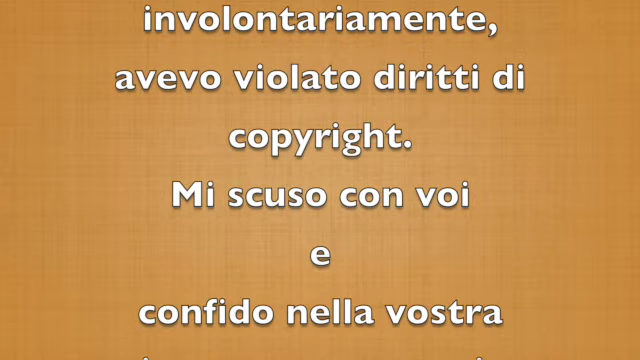 involontariamente,
avevo violato diritti di
copyright.
Mi scuso con voi
e
confido nella vostra